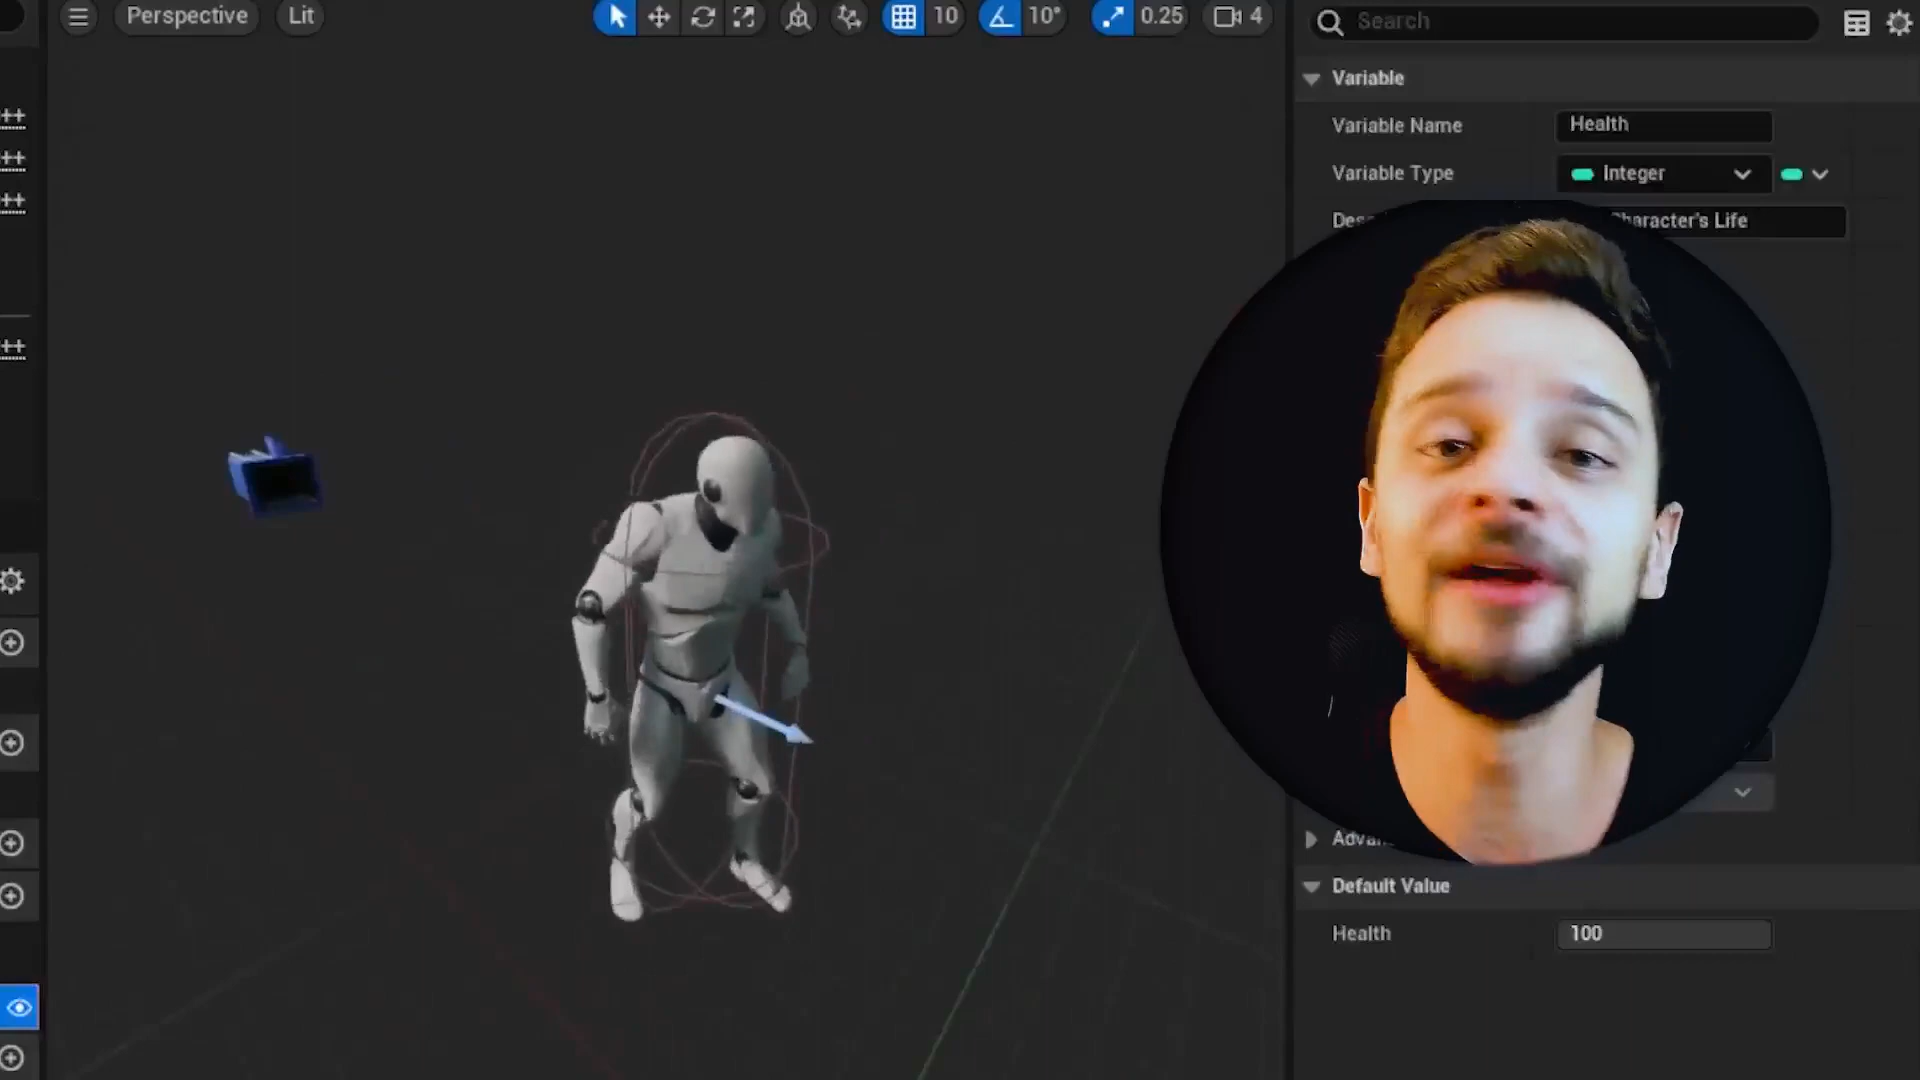 Perspective
Lit
10
10°
0.25
4
Search
Variable
Variable Name
Health
Variable Type
Integer
Character's Life
Default Value
Health
100